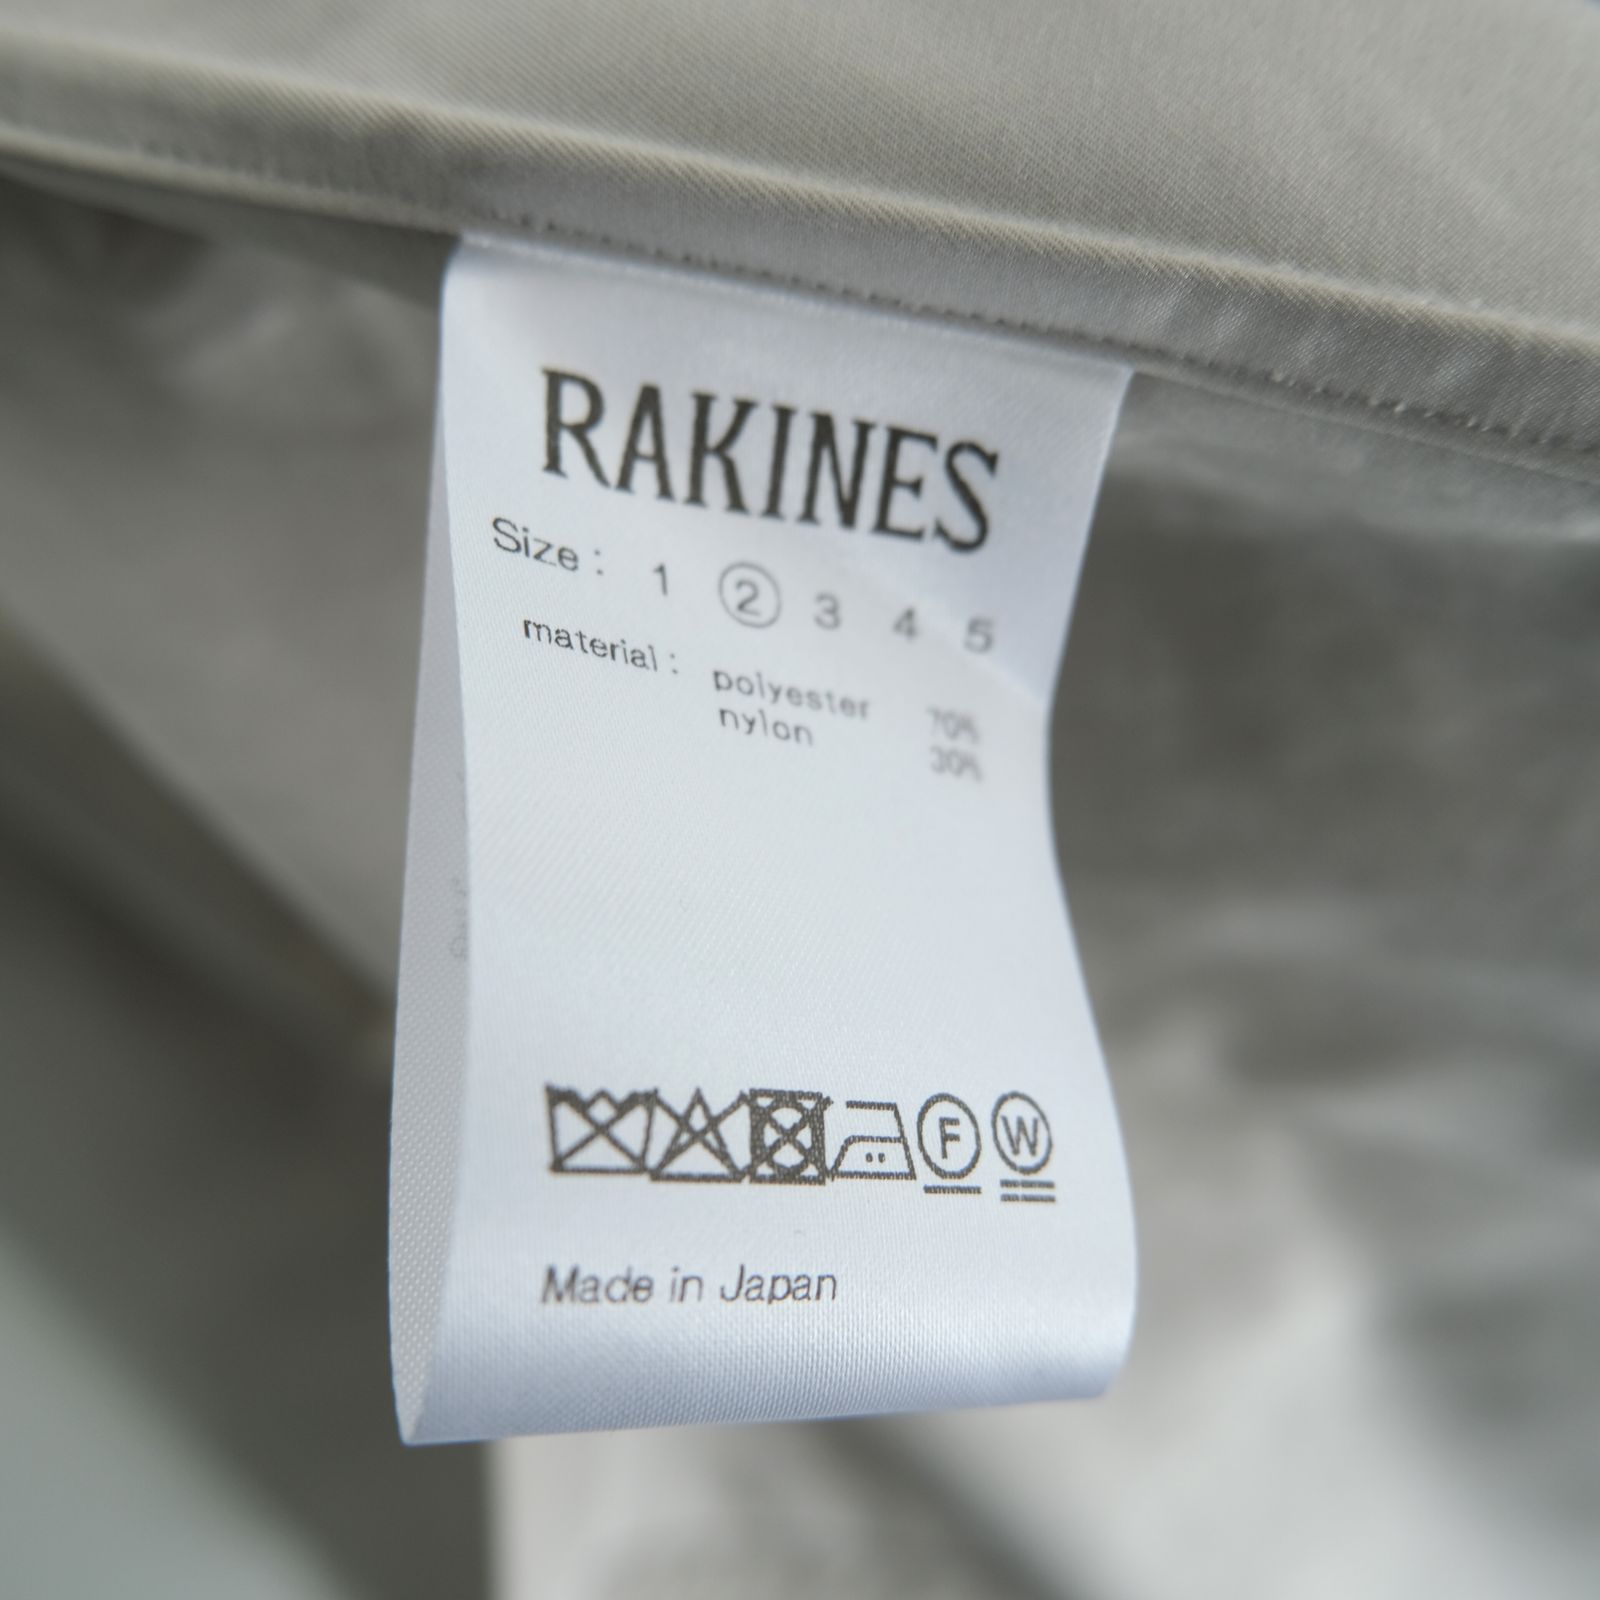 RAKINES
Size : 1 2 3 4 5
material : polyester 70%
nylon 30%
F W
Made in Japan